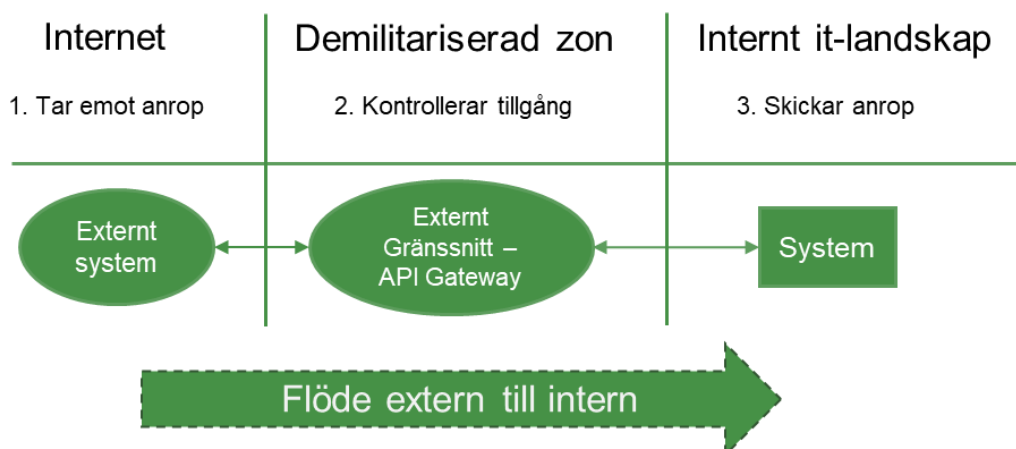 Internet
Demilitariserad zon
Internt it-landskap
1. Tar emot anrop
2. Kontrollerar tillgång
3. Skickar anrop
Externt
system
Externt
Gränssnitt –
API Gateway
System
Flöde extern till intern